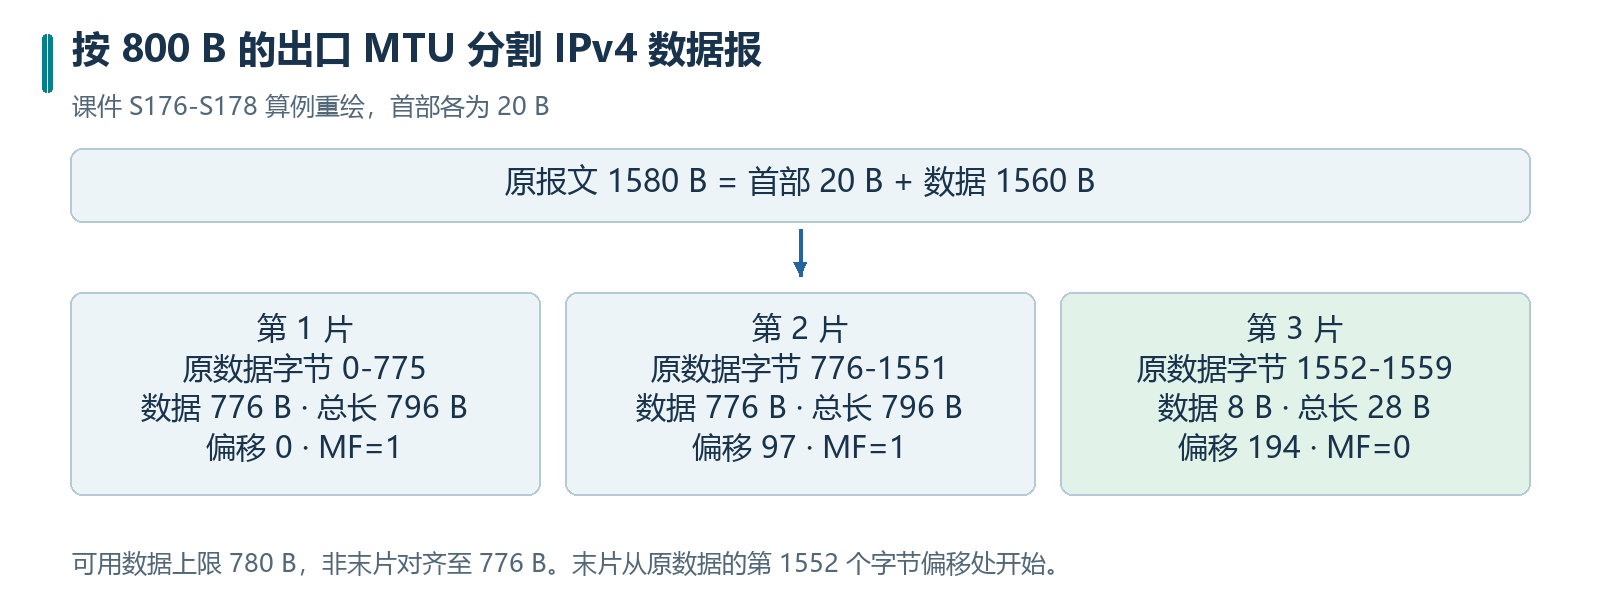 按 800 B 的出口 MTU 分割 IPv4 数据报
课件 S176-S178 算例重绘，首部各为 20 B
原报文 1580 B = 首部 20 B + 数据 1560 B
第 1 片
原数据字节 0-775
数据 776 B · 总长 796 B
偏移 0 · MF=1
第 2 片
原数据字节 776-1551
数据 776 B · 总长 796 B
偏移 97 · MF=1
第 3 片
原数据字节 1552-1559
数据 8 B · 总长 28 B
偏移 194 · MF=0
可用数据上限 780 B，非末片对齐至 776 B。末片从原数据的第 1552 个字节偏移处开始。